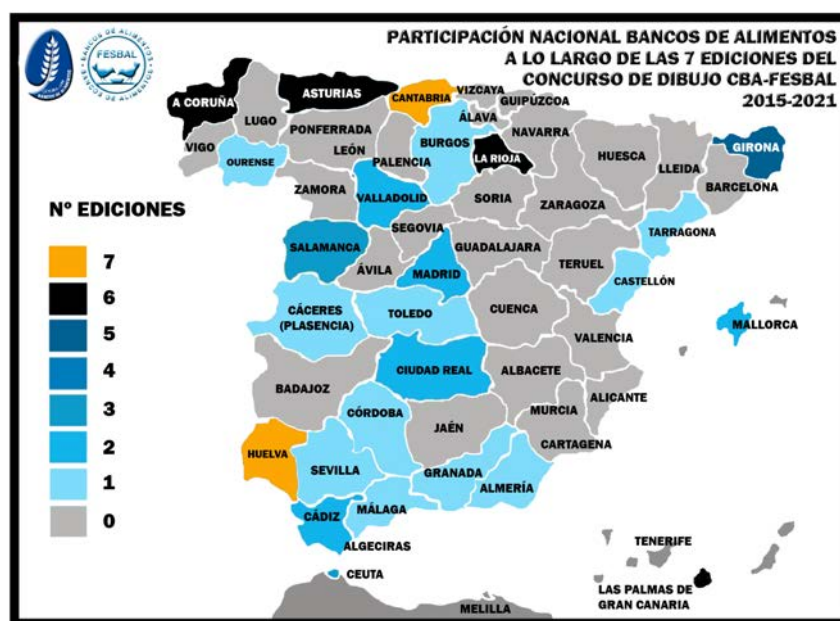 PARTICIPACIÓN NACIONAL BANCOS DE ALIMENTOS
A LO LARGO DE LAS 7 EDICIONES DEL
CONCURSO DE DIBUJO CBA-FESBAL
2015-2021
BANCOS DE ALIMENTOS
FESBAL
A CORUÑA
LUGO
ASTURIAS
CANTABRIA
VIZCAYA
GUIPÚZCOA
ÁLAVA
NAVARRA
VIGO
OURENSE
PONFERRADA
LEÓN
PALENCIA
BURGOS
LA RIOJA
HUESCA
LLEIDA
GIRONA
BARCELONA
ZAMORA
VALLADOLID
SORIA
ZARAGOZA
TARRAGONA
SEGOVIA
SALAMANCA
ÁVILA
MADRID
GUADALAJARA
TERUEL
CASTELLÓN
CÁCERES
(PLASENCIA)
TOLEDO
CUENCA
VALENCIA
MALLORCA
BADAJOZ
CIUDAD REAL
ALBACETE
ALICANTE
MURCIA
CARTAGENA
CÓRDOBA
JAÉN
HUELVA
SEVILLA
GRANADA
ALMERÍA
CÁDIZ
MÁLAGA
ALGECIRAS
CEUTA
MELILLA
TENERIFE
LAS PALMAS DE
GRAN CANARIA
Nº EDICIONES
7
6
5
4
3
2
1
0